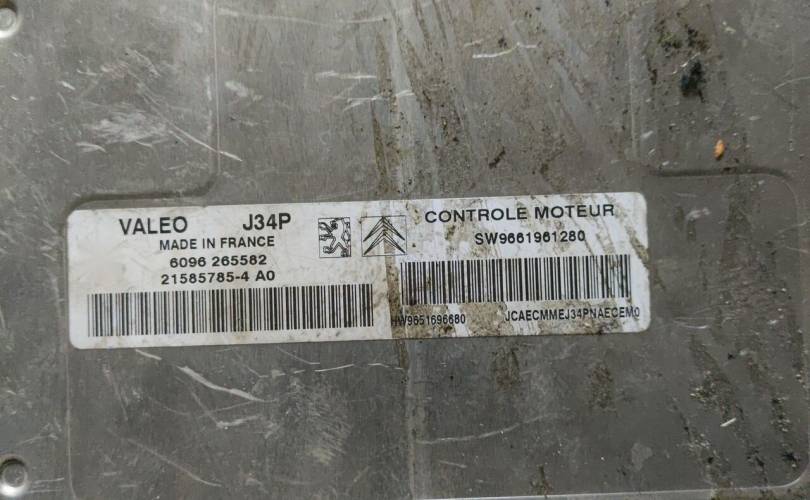 VALEO J34P
MADE IN FRANCE
6096 265582
21585785-4 A0
CONTROLE MOTEUR
SW9661961280
HW9651696680 JCAECMMEJ34PNAECEM0